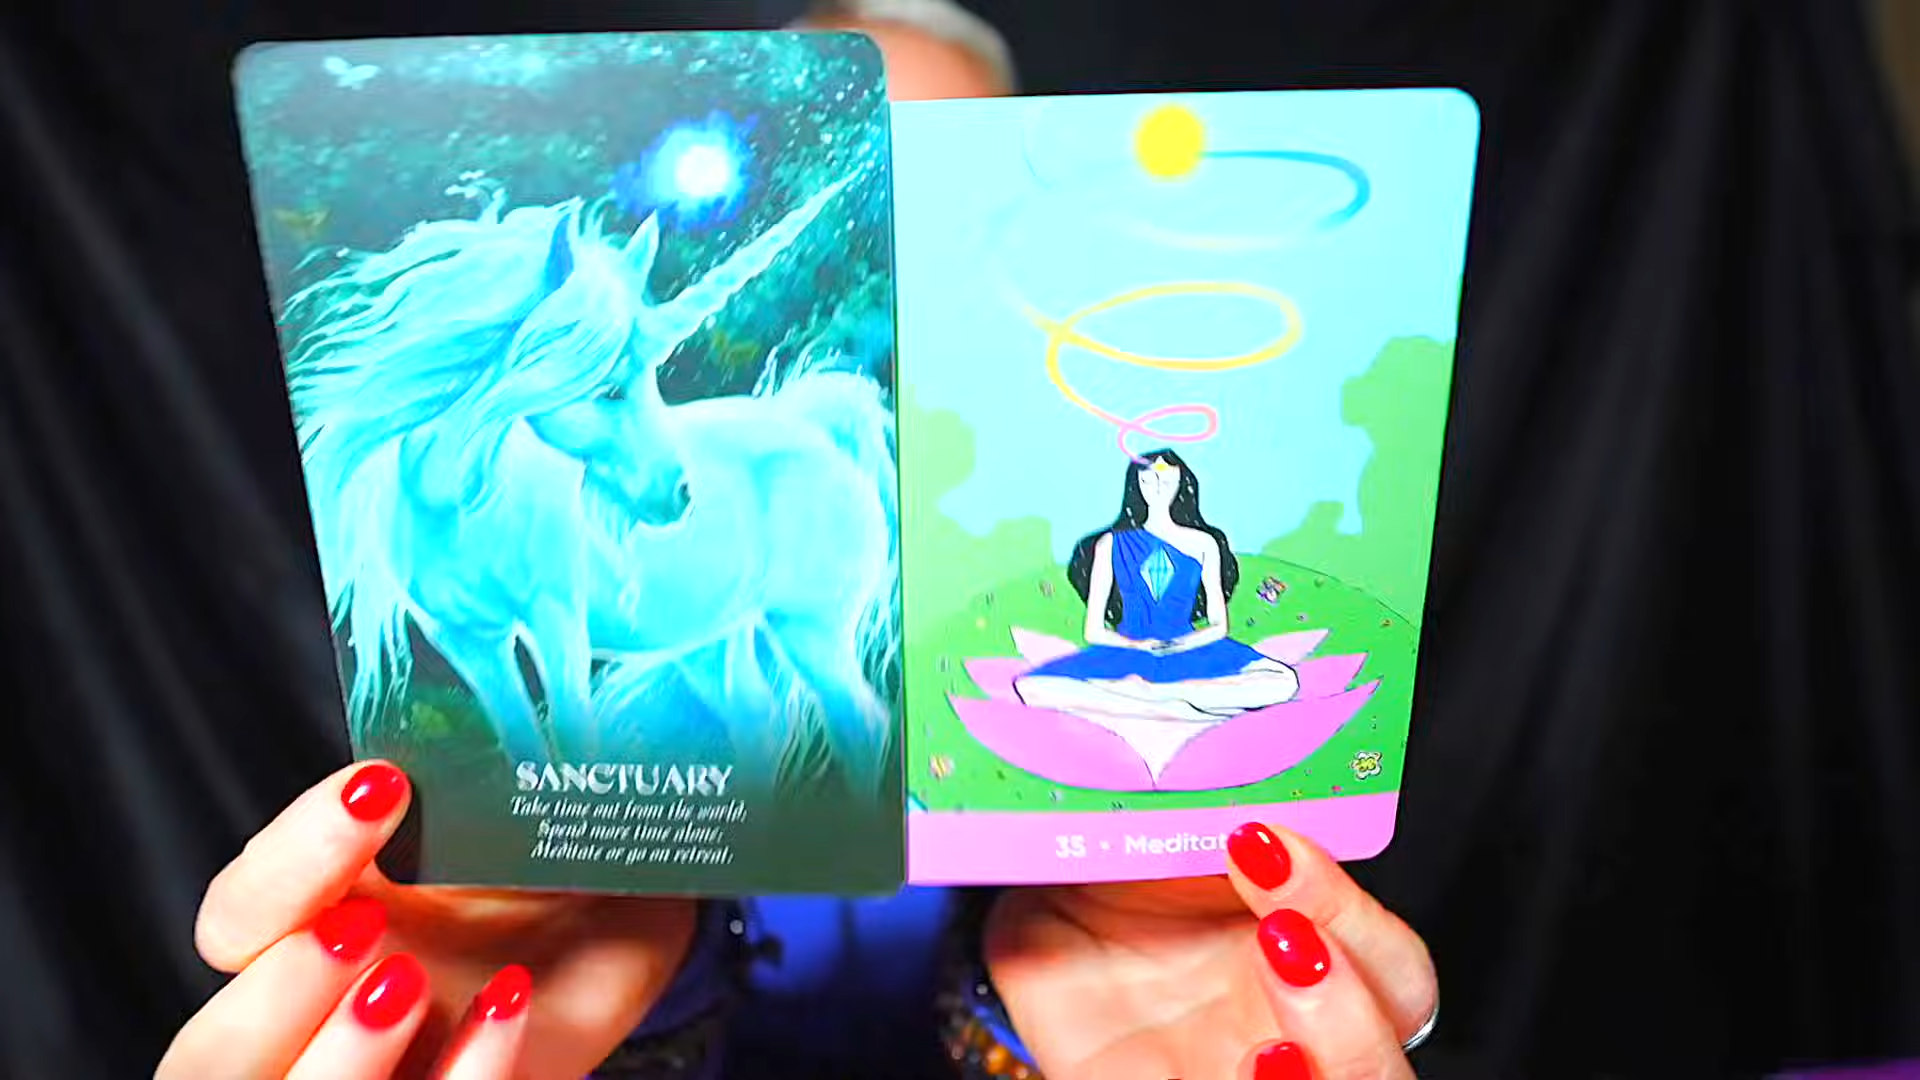 SANCTUARY
Take time out from the world.
Spend more time alone.
Meditate or go on retreat.
35 • Meditat